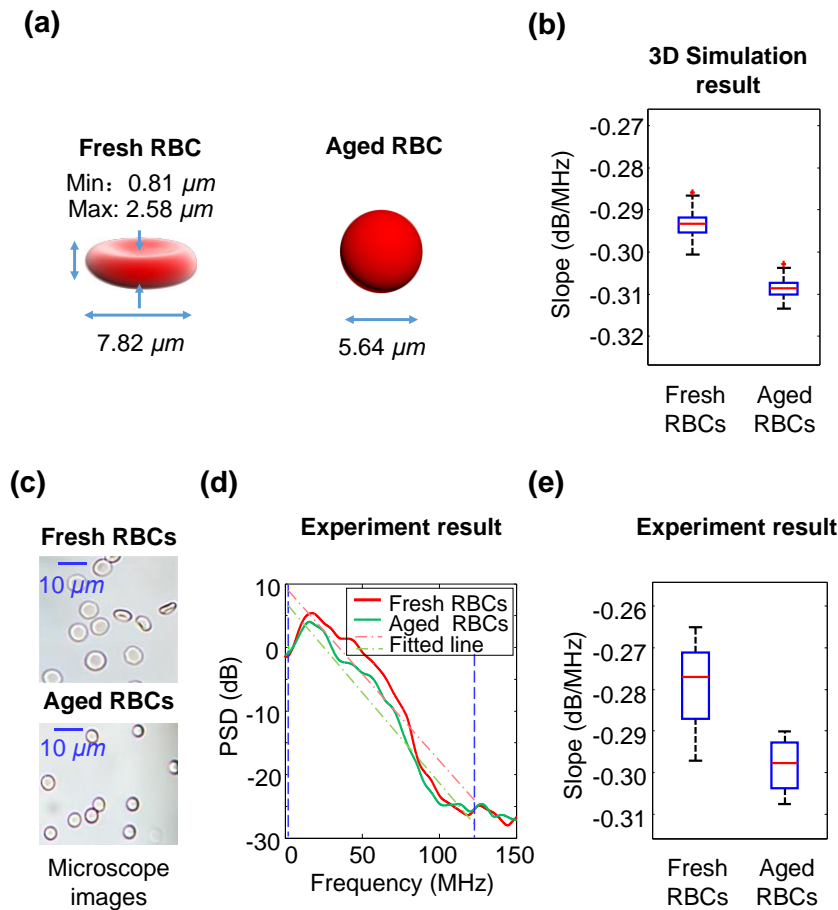 (a)
Fresh RBC
Min: 0.81 µm
Max: 2.58 µm
7.82 µm
Aged RBC
5.64 µm
(b)
3D Simulation
result
Slope (dB/MHz)
-0.27
-0.28
-0.29
-0.30
-0.31
-0.32
Fresh
RBCs
Aged
RBCs
(c)
Fresh RBCs
10 µm
Aged RBCs
10 µm
Microscope
images
(d)
Experiment result
PSD (dB)
10
0
-10
-20
-30
Fresh RBCs
Aged RBCs
Fitted line
0
50
100
150
Frequency (MHz)
(e)
Experiment result
Slope (dB/MHz)
-0.26
-0.27
-0.28
-0.29
-0.30
-0.31
Fresh
RBCs
Aged
RBCs